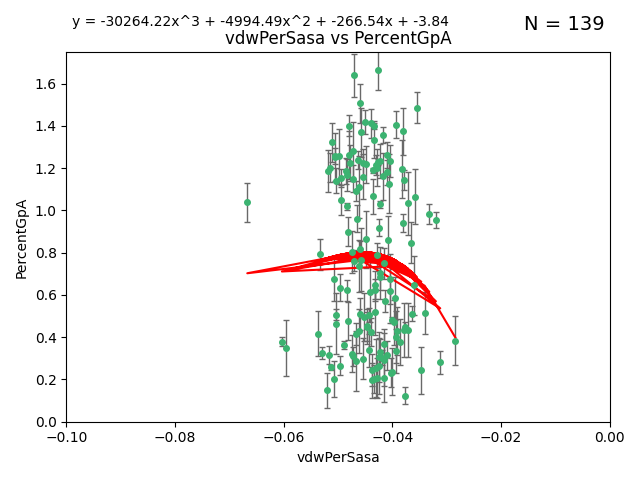 y = -30264.22x^3 + -4994.49x^2 + -266.54x + -3.84
N = 139
vdwPerSasa vs PercentGpA
PercentGpA
1.6
1.4
1.2
1.0
0.8
0.6
0.4
0.2
0.0
−0.10 −0.08 −0.06 −0.04 −0.02 0.00
vdwPerSasa